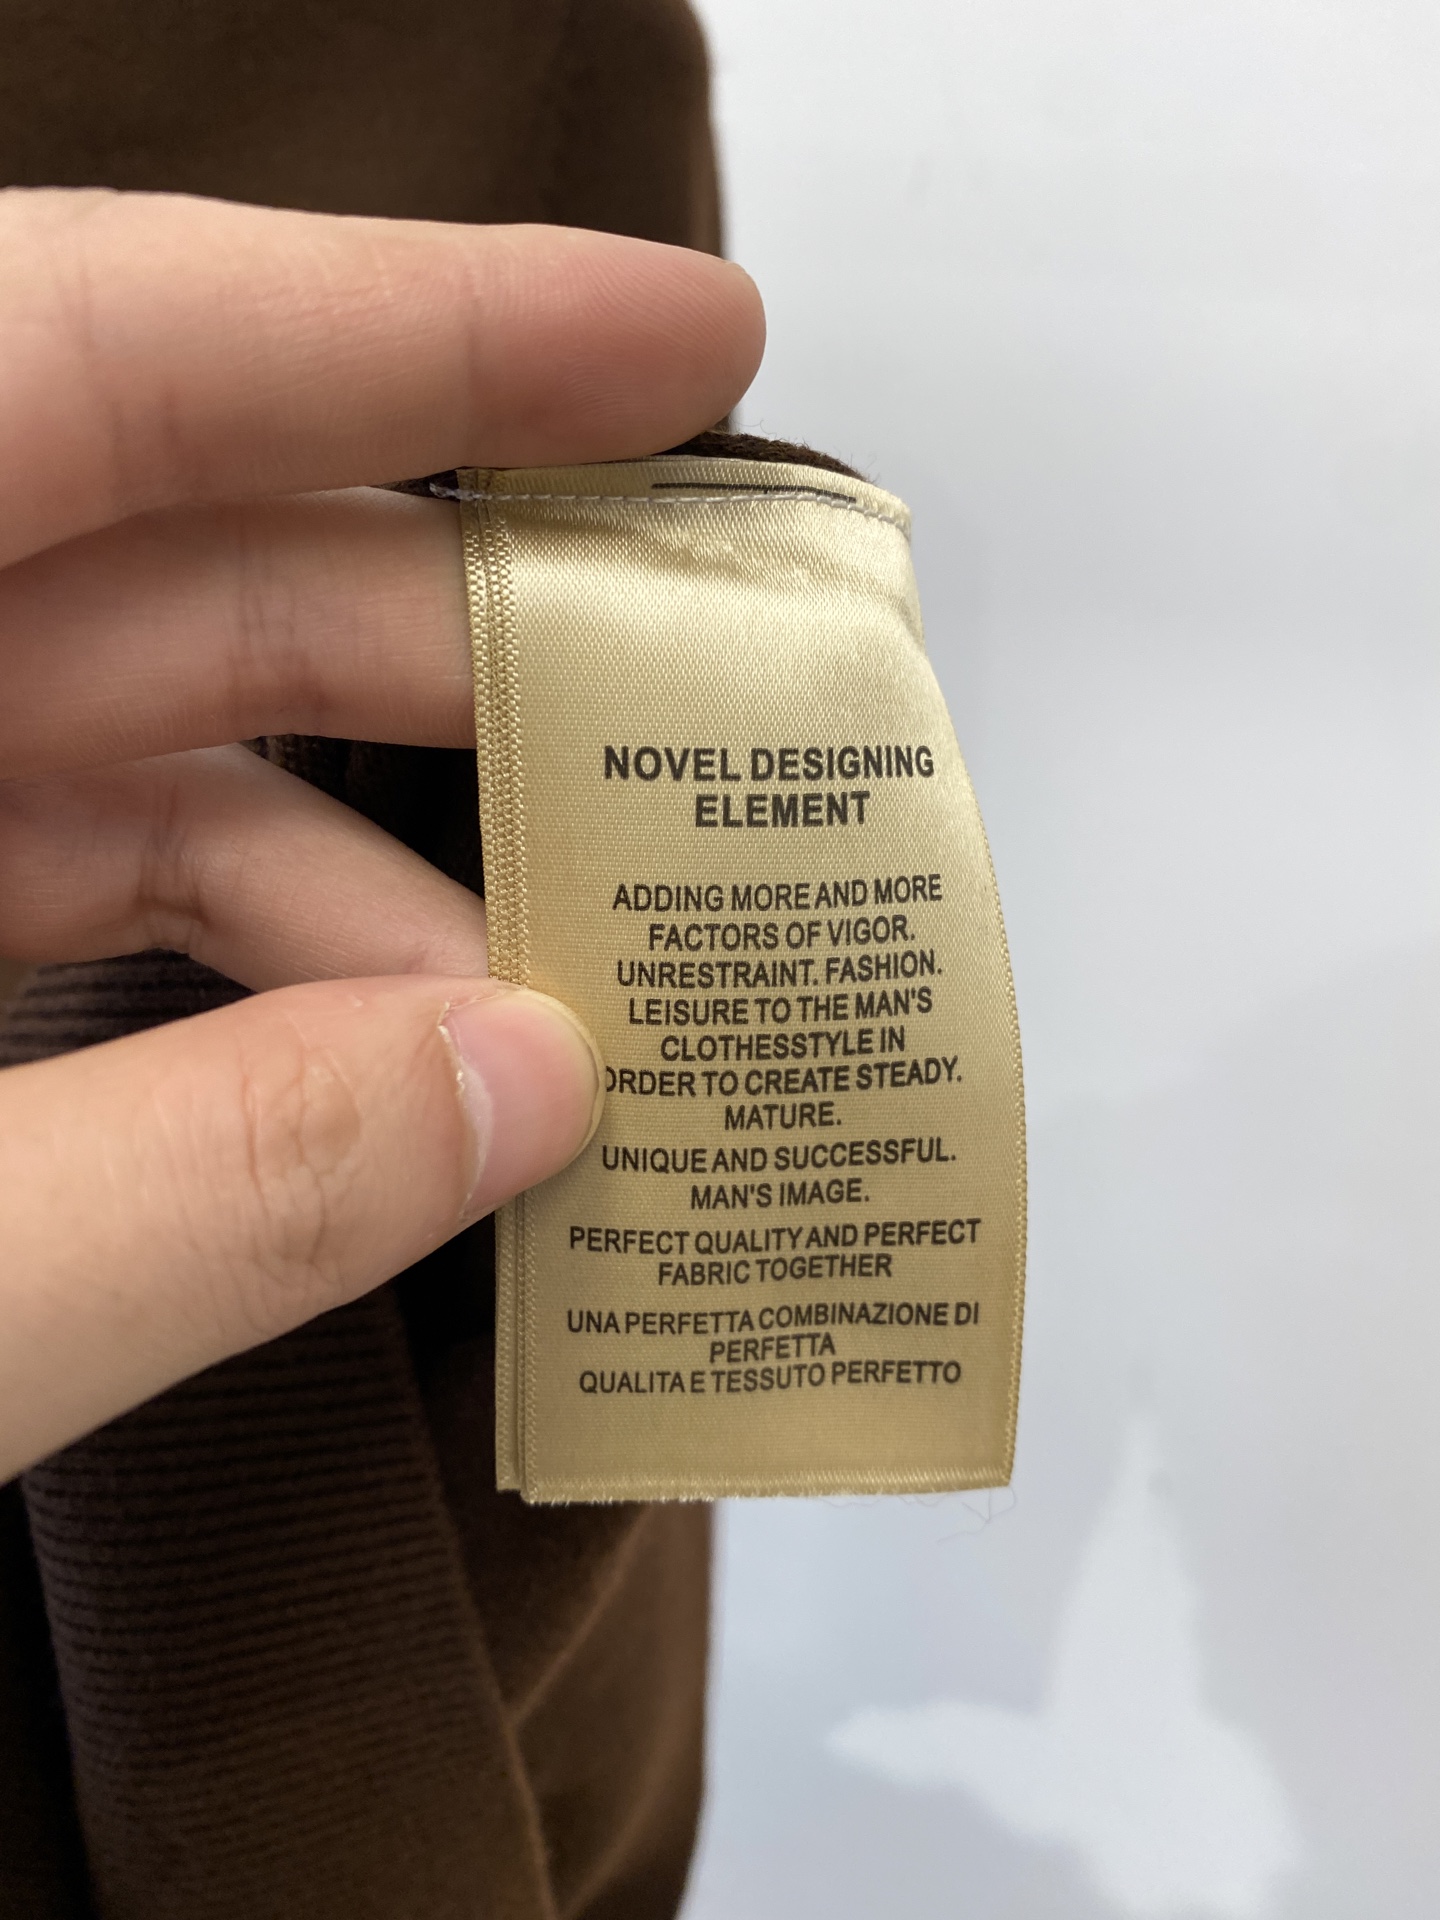 NOVEL DESIGNING
ELEMENT
ADDING MORE AND MORE
FACTORS OF VIGOR.
UNRESTRAINT. FASHION.
LEISURE TO THE MAN'S
CLOTHESSTYLE IN
ORDER TO CREATE STEADY.
MATURE.
UNIQUE AND SUCCESSFUL.
MAN'S IMAGE.
PERFECT QUALITY AND PERFECT
FABRIC TOGETHER
UNA PERFETTA COMBINAZIONE DI
PERFETTA
QUALITA E TESSUTO PERFETTO